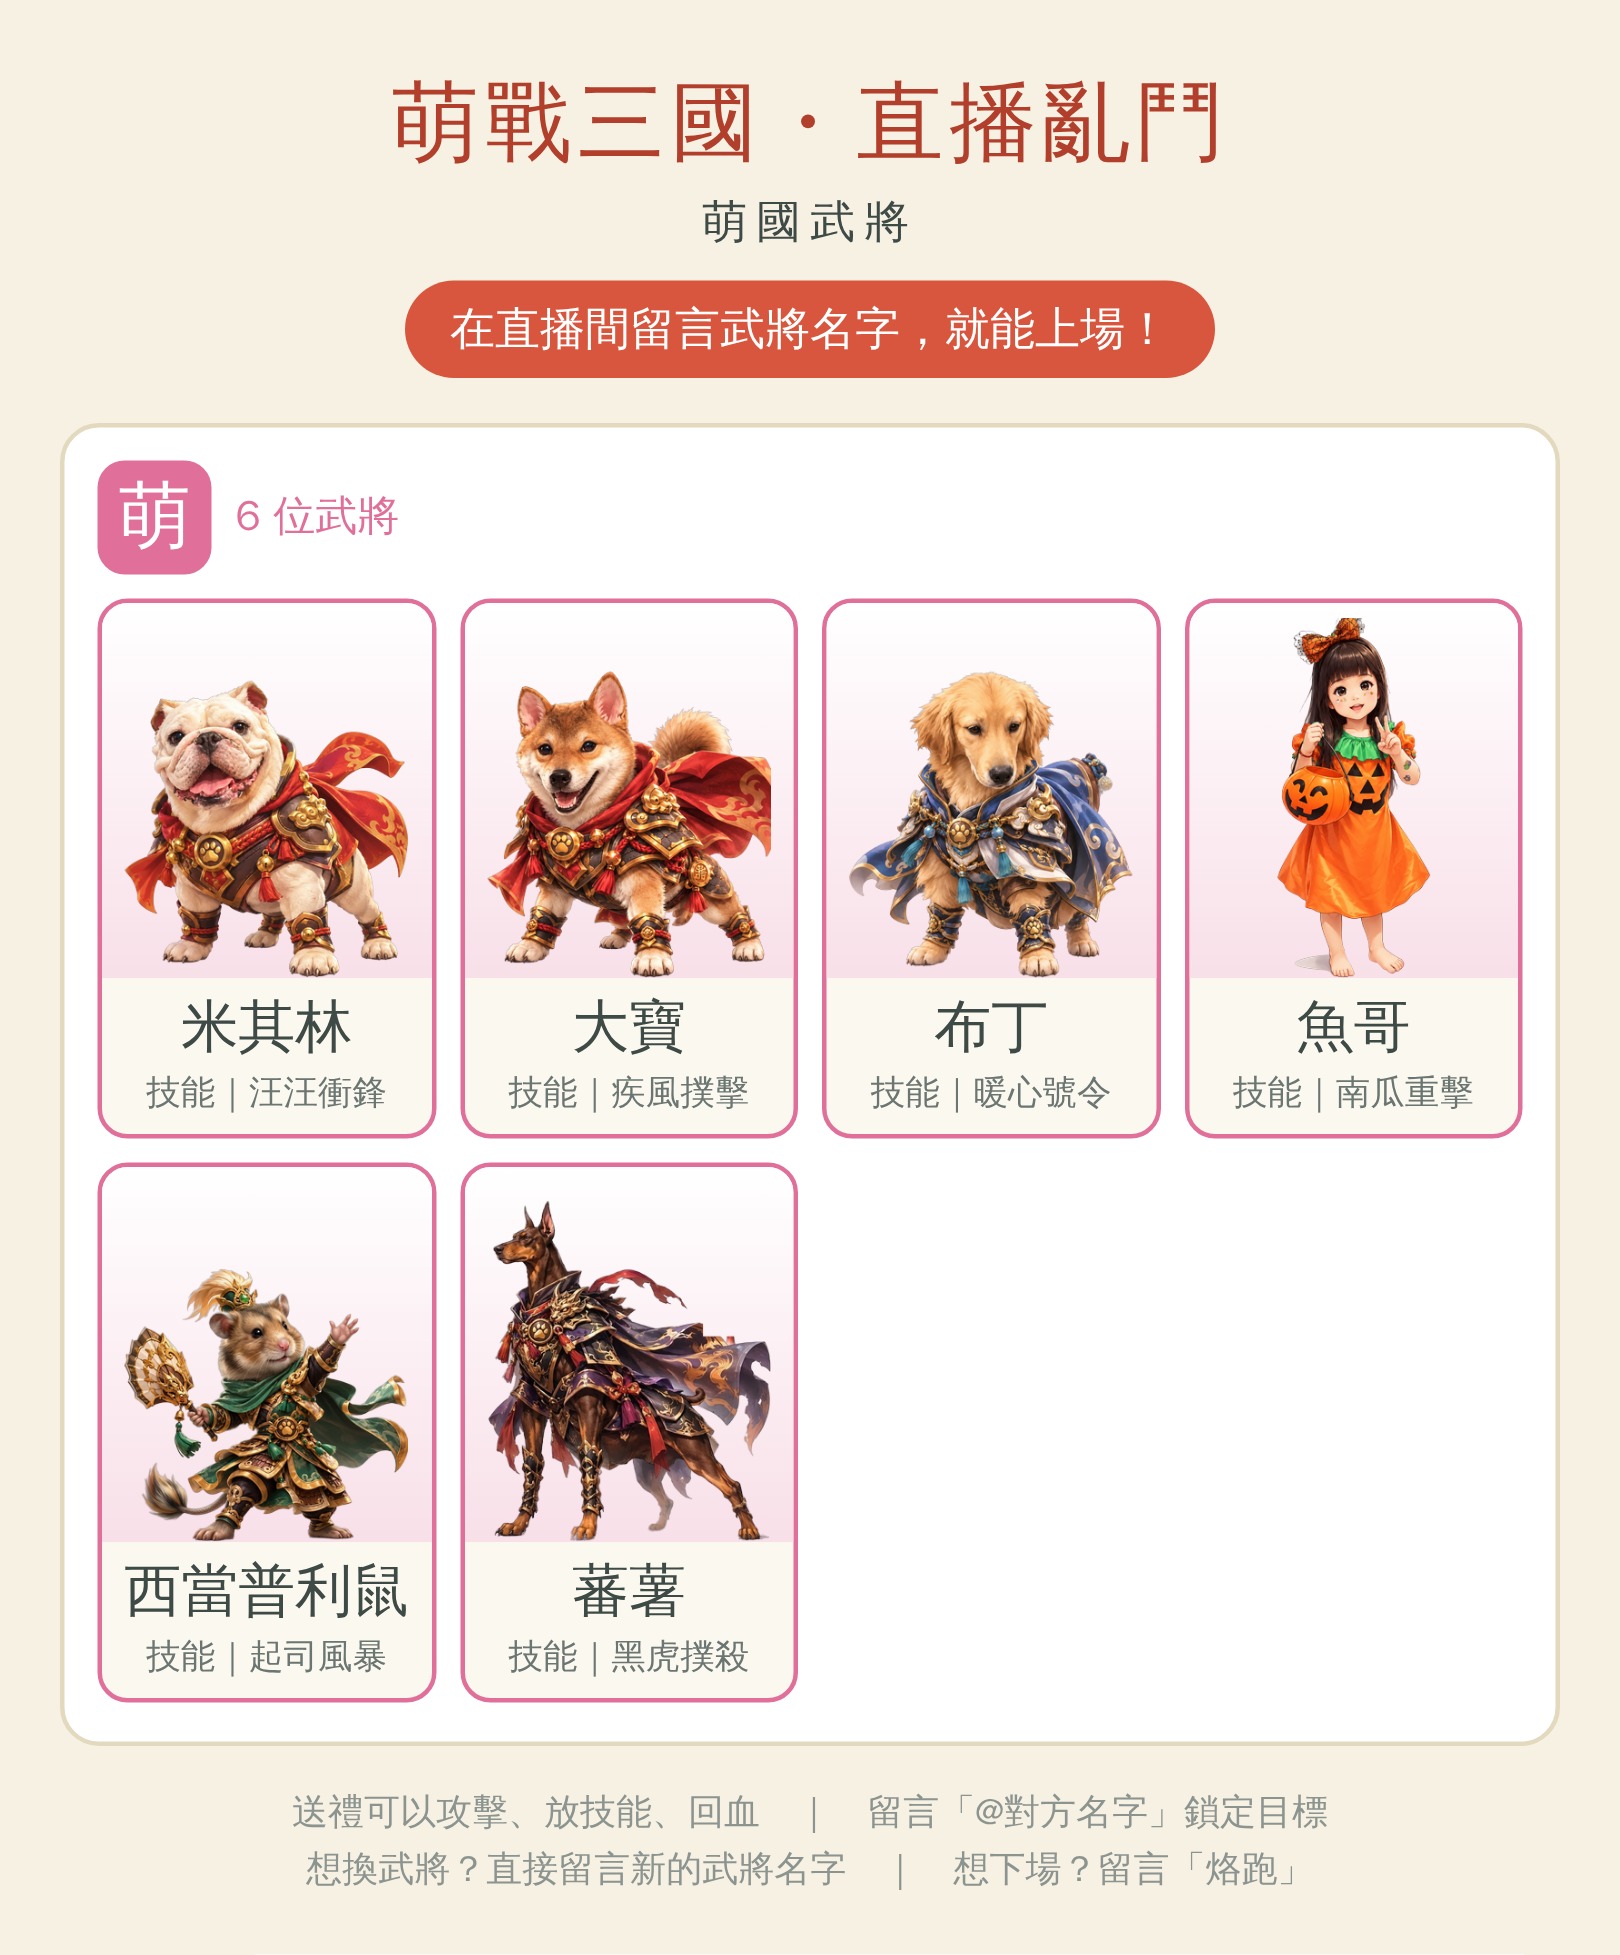 萌戰三國・直播亂鬥
萌國武將
在直播間留言武將名字，就能上場！
萌 6 位武將
米其林
技能｜汪汪衝鋒
大寶
技能｜疾風撲擊
布丁
技能｜暖心號令
魚哥
技能｜南瓜重擊
西當普利鼠
技能｜起司風暴
蕃薯
技能｜黑虎撲殺
送禮可以攻擊、放技能、回血 ｜ 留言「@對方名字」鎖定目標
想換武將？直接留言新的武將名字 ｜ 想下場？留言「烙跑」